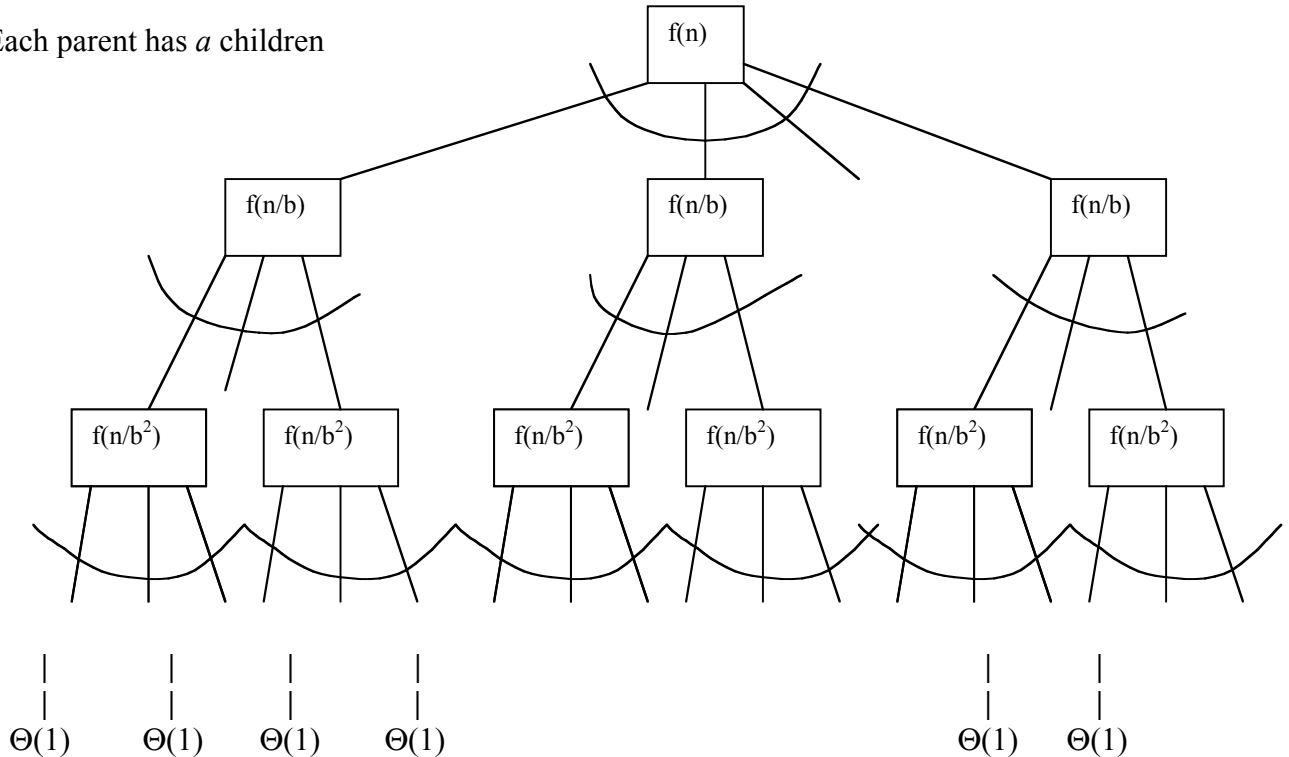 Each parent has a children
f(n)
f(n/b) f(n/b) f(n/b)
f(n/b²) f(n/b²) f(n/b²) f(n/b²) f(n/b²) f(n/b²)
Θ(1) Θ(1) Θ(1) Θ(1) Θ(1) Θ(1)